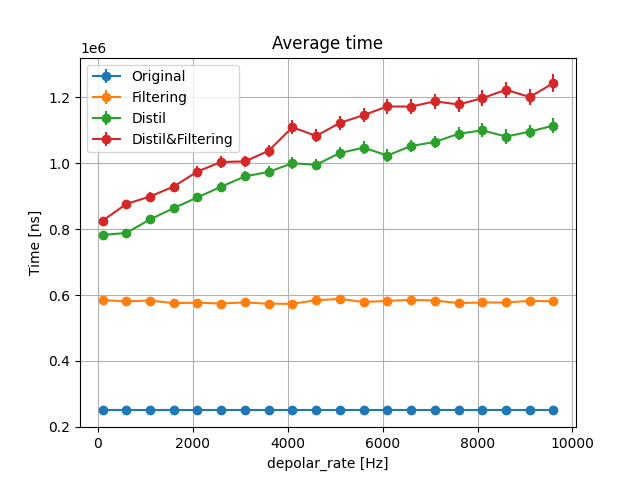 Average time
1e6
Original
Filtering
Distil
Distil&Filtering
1.2
1.0
0.8
0.6
0.4
0.2
Time [ns]
0 2000 4000 6000 8000 10000
depolar_rate [Hz]